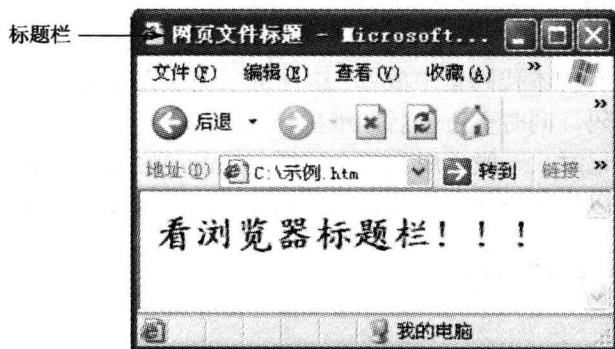 标题栏
网页文件标题 - Microsoft...
文件(F) 编辑(E) 查看(V) 收藏(A) »
后退 »
地址(D) C:\示例.htm 转到 链接 »
看浏览器标题栏!!!
我的电脑